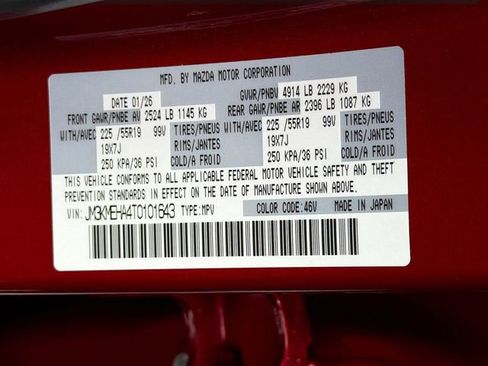 MFD. BY MAZDA MOTOR CORPORATION
DATE 01/26 GVWR/PNBV 4914 LB 2229 KG
FRONT GAWR/PNBE AV 2524 LB 1145 KG REAR GAWR/PNBE AR 2396 LB 1087 KG
WITH/AVEC 225 /55R19 99V TIRES/PNEUS WITH/AVEC 225 /55R19 99V TIRES/PNEUS
19X7J RIMS/JANTES 19X7J RIMS/JANTES
250 KPA/36 PSI COLD/A FROID 250 KPA/36 PSI COLD/A FROID
THIS VEHICLE CONFORMS TO ALL APPLICABLE FEDERAL MOTOR VEHICLE SAFETY AND THEFT
PREVENTION STANDARDS IN EFFECT ON THE DATE OF MANUFACTURE SHOWN ABOVE.
VIN: JM3KMEHA4T0101643 TYPE:MPV COLOR CODE:46V MADE IN JAPAN